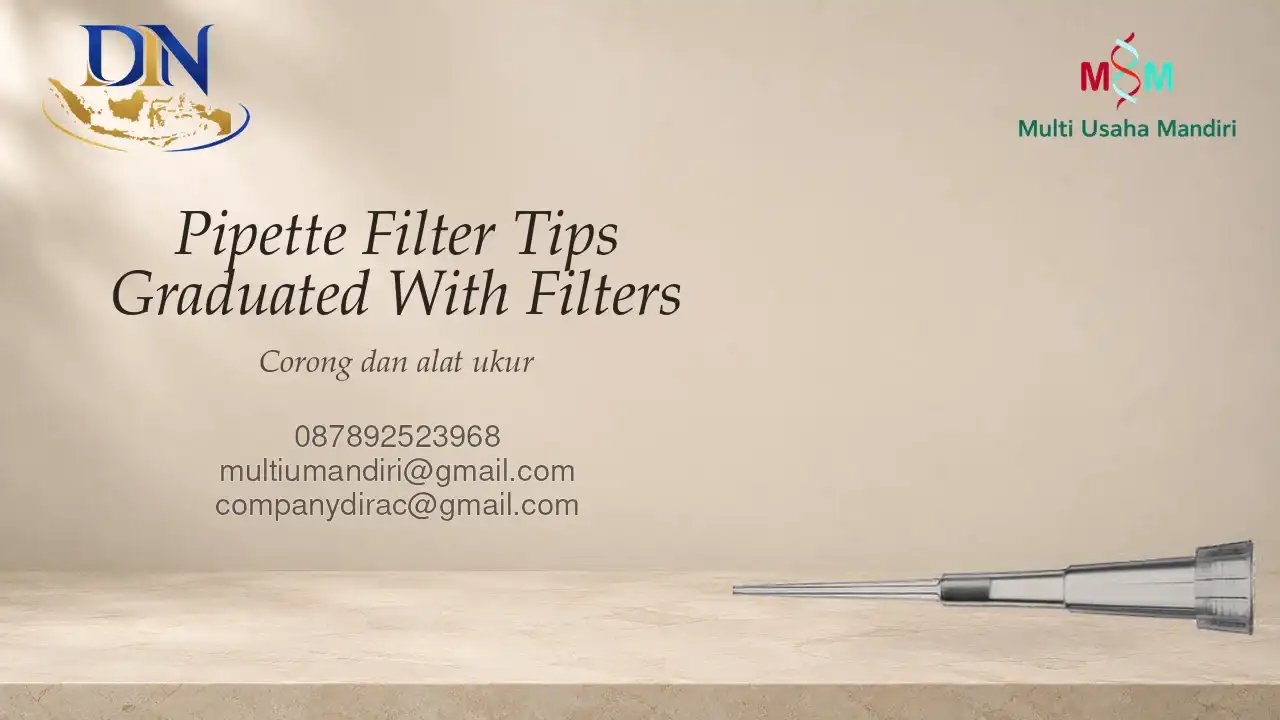 DN
M M
Multi Usaha Mandiri
Pipette Filter Tips
Graduated With Filters
Corong dan alat ukur
087892523968
multiumandiri@gmail.com
companydirac@gmail.com